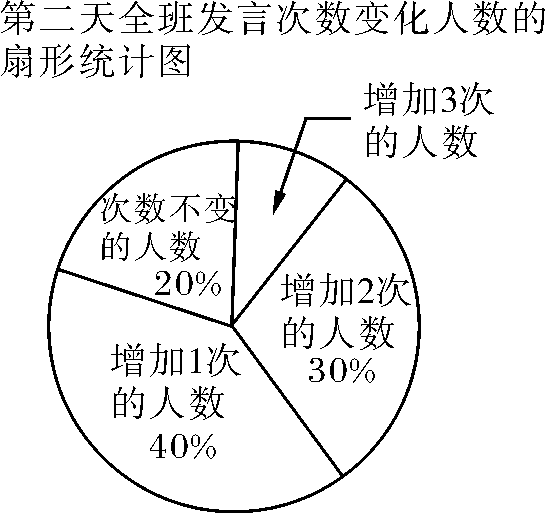 第二天全班发言次数变化人数的
扇形统计图
增加3次
的人数
次数不变
的人数
20%
增加2次
的人数
30%
增加1次
的人数
40%